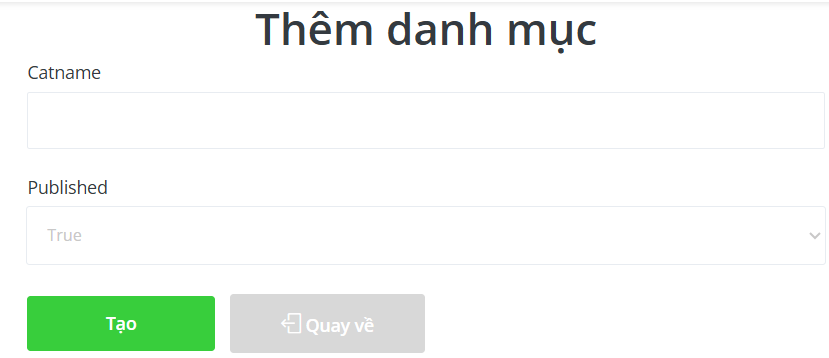 Thêm danh mục
Catname
Published
True
Tạo
Quay về